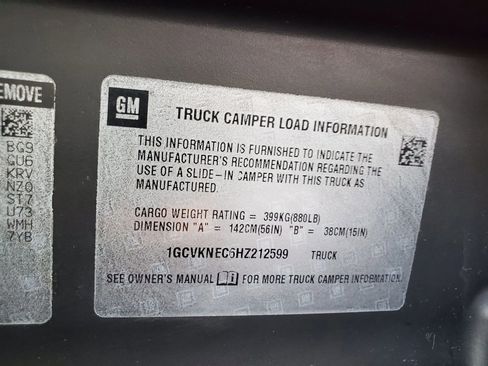 REMOVE
BG9
GU6
KRV
NZQ
ST7
U73
WMH
7YB
GM
TRUCK CAMPER LOAD INFORMATION
THIS INFORMATION IS FURNISHED TO INDICATE THE
MANUFACTURER'S RECOMMENDATION REGARDING THE
USE OF A SLIDE-IN CAMPER WITH THIS TRUCK AS
MANUFACTURED.
CARGO WEIGHT RATING = 399KG(880LB)
DIMENSION "A" = 142CM(56IN) "B" = 38CM(15IN)
1GCVKNEC6HZ212599 TRUCK
SEE OWNER'S MANUAL FOR MORE TRUCK CAMPER INFORMATION.